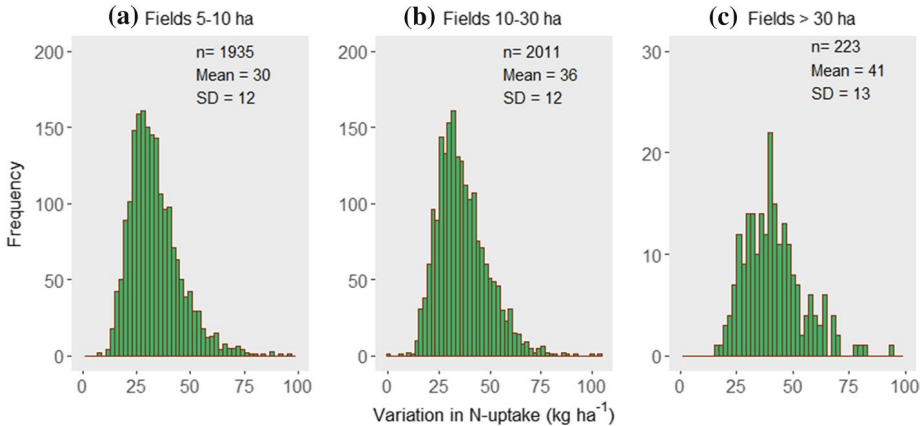 (a) Fields 5-10 ha
(b) Fields 10-30 ha
(c) Fields > 30 ha
n= 1935
Mean = 30
SD = 12
n= 2011
Mean = 36
SD = 12
n= 223
Mean = 41
SD = 13
Frequency
200
150
100
50
0
0 25 50 75 100
200
150
100
50
0
0 25 50 75 100
30
20
10
0
0 25 50 75 100
Variation in N-uptake (kg ha⁻¹)